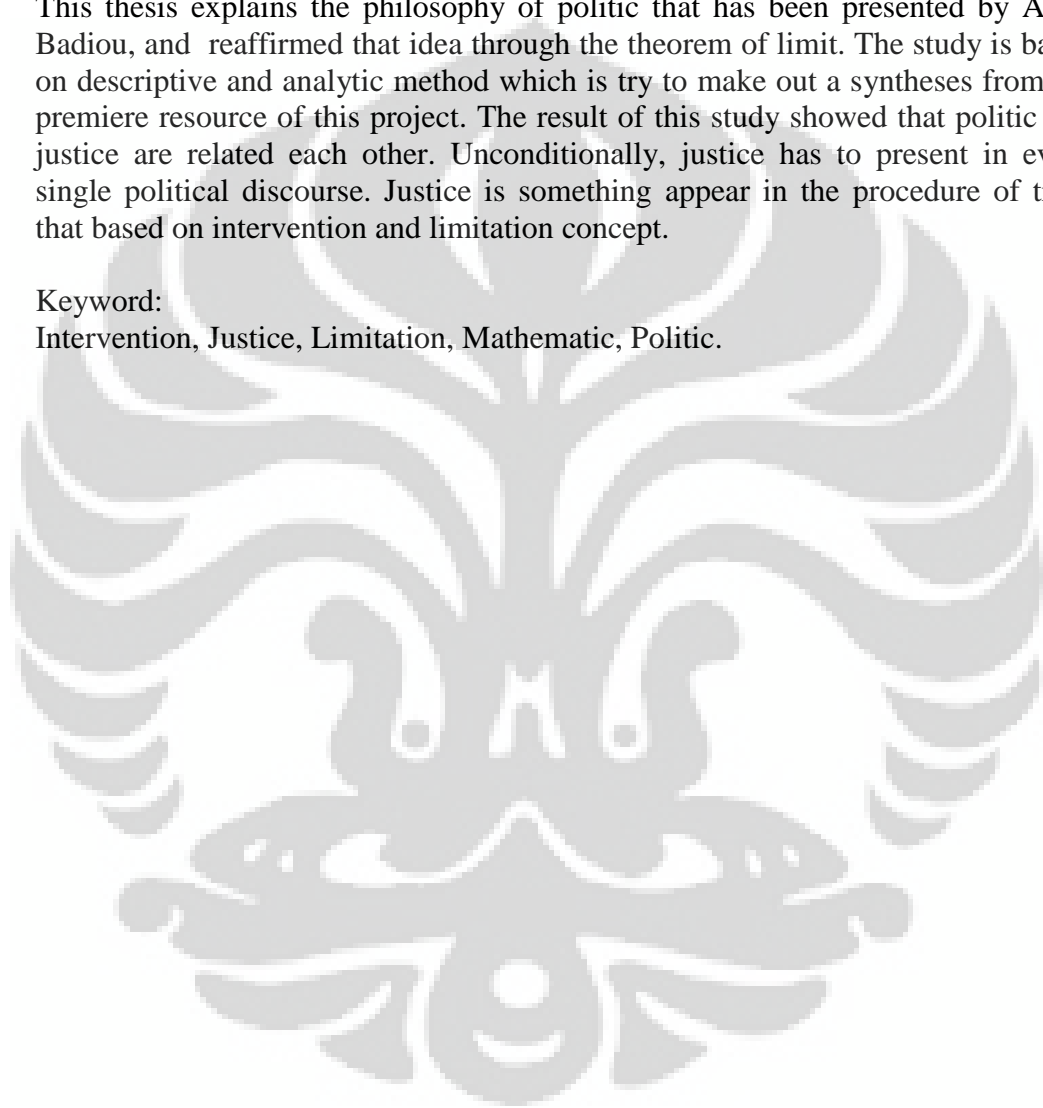 This thesis explains the philosophy of politic that has been presented by A
Badiou, and reaffirmed that idea through the theorem of limit. The study is ba
on descriptive and analytic method which is try to make out a syntheses from
premiere resource of this project. The result of this study showed that politic
justice are related each other. Unconditionally, justice has to present in ev
single political discourse. Justice is something appear in the procedure of t
that based on intervention and limitation concept.
Keyword:
Intervention, Justice, Limitation, Mathematic, Politic.